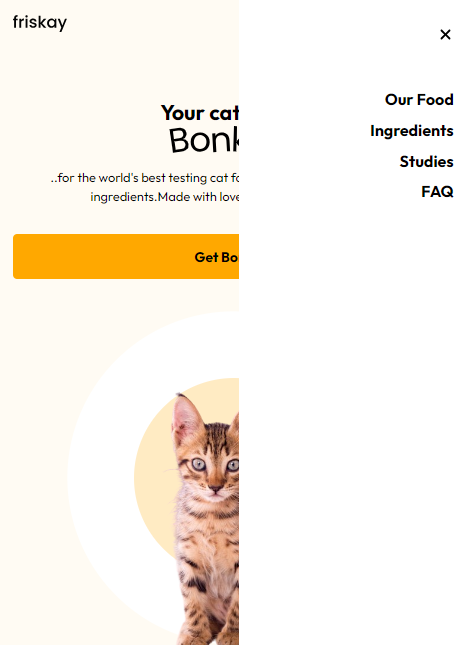 friskay
Our Food
Ingredients
Studies
FAQ
Your cat
Bonk
..for the world's best testing cat fo
ingredients.Made with love
Get Bo